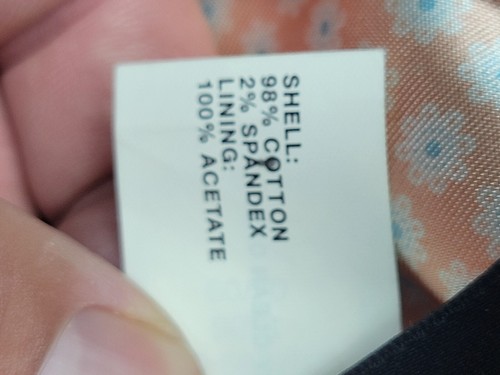 SHELL:
98% COTTON
2% SPANDEX
LINING:
100% ACETATE